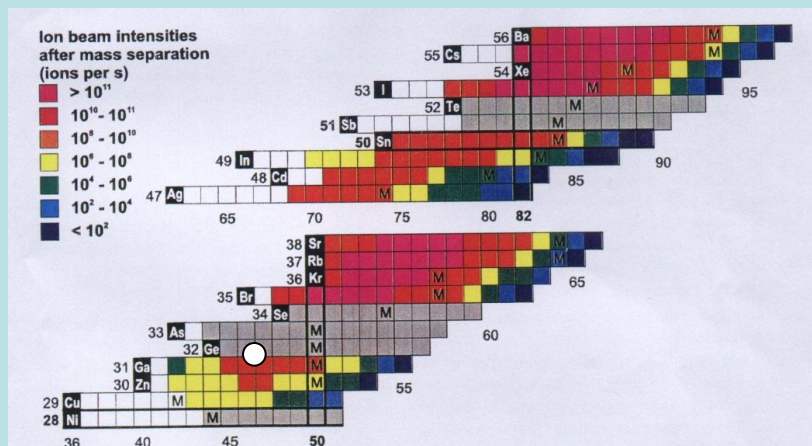 Ion beam intensities
after mass separation
(ions per s)
> 10¹¹
10¹⁰- 10¹¹
10⁸ - 10¹⁰
10⁶ - 10⁸
10⁴ - 10⁶
10² - 10⁴
< 10²
56 Ba M
55 Cs M
54 Xe M
53 I M 95
52 Te M
51 Sb M
50 Sn M 90
49 In M
48 Cd M 85
47 Ag M
65 70 75 80 82
38 Sr M
37 Rb M
36 Kr M 65
35 Br M
34 Se M
33 As M 60
32 Ge M
31 Ga M
30 Zn M 55
29 Cu M
28 Ni M
36 40 45 50